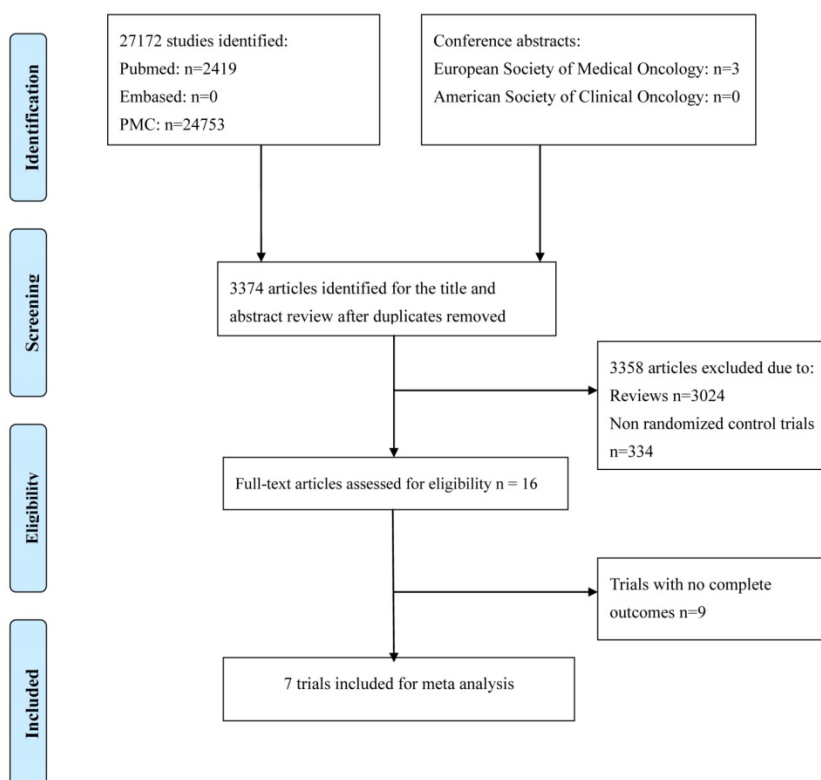 Identification
27172 studies identified:
Pubmed: n=2419
Embased: n=0
PMC: n=24753
Conference abstracts:
European Society of Medical Oncology: n=3
American Society of Clinical Oncology: n=0
Screening
3374 articles identified for the title and
abstract review after duplicates removed
3358 articles excluded due to:
Reviews n=3024
Non randomized control trials
n=334
Eligibility
Full-text articles assessed for eligibility n = 16
Trials with no complete
outcomes n=9
Included
7 trials included for meta analysis